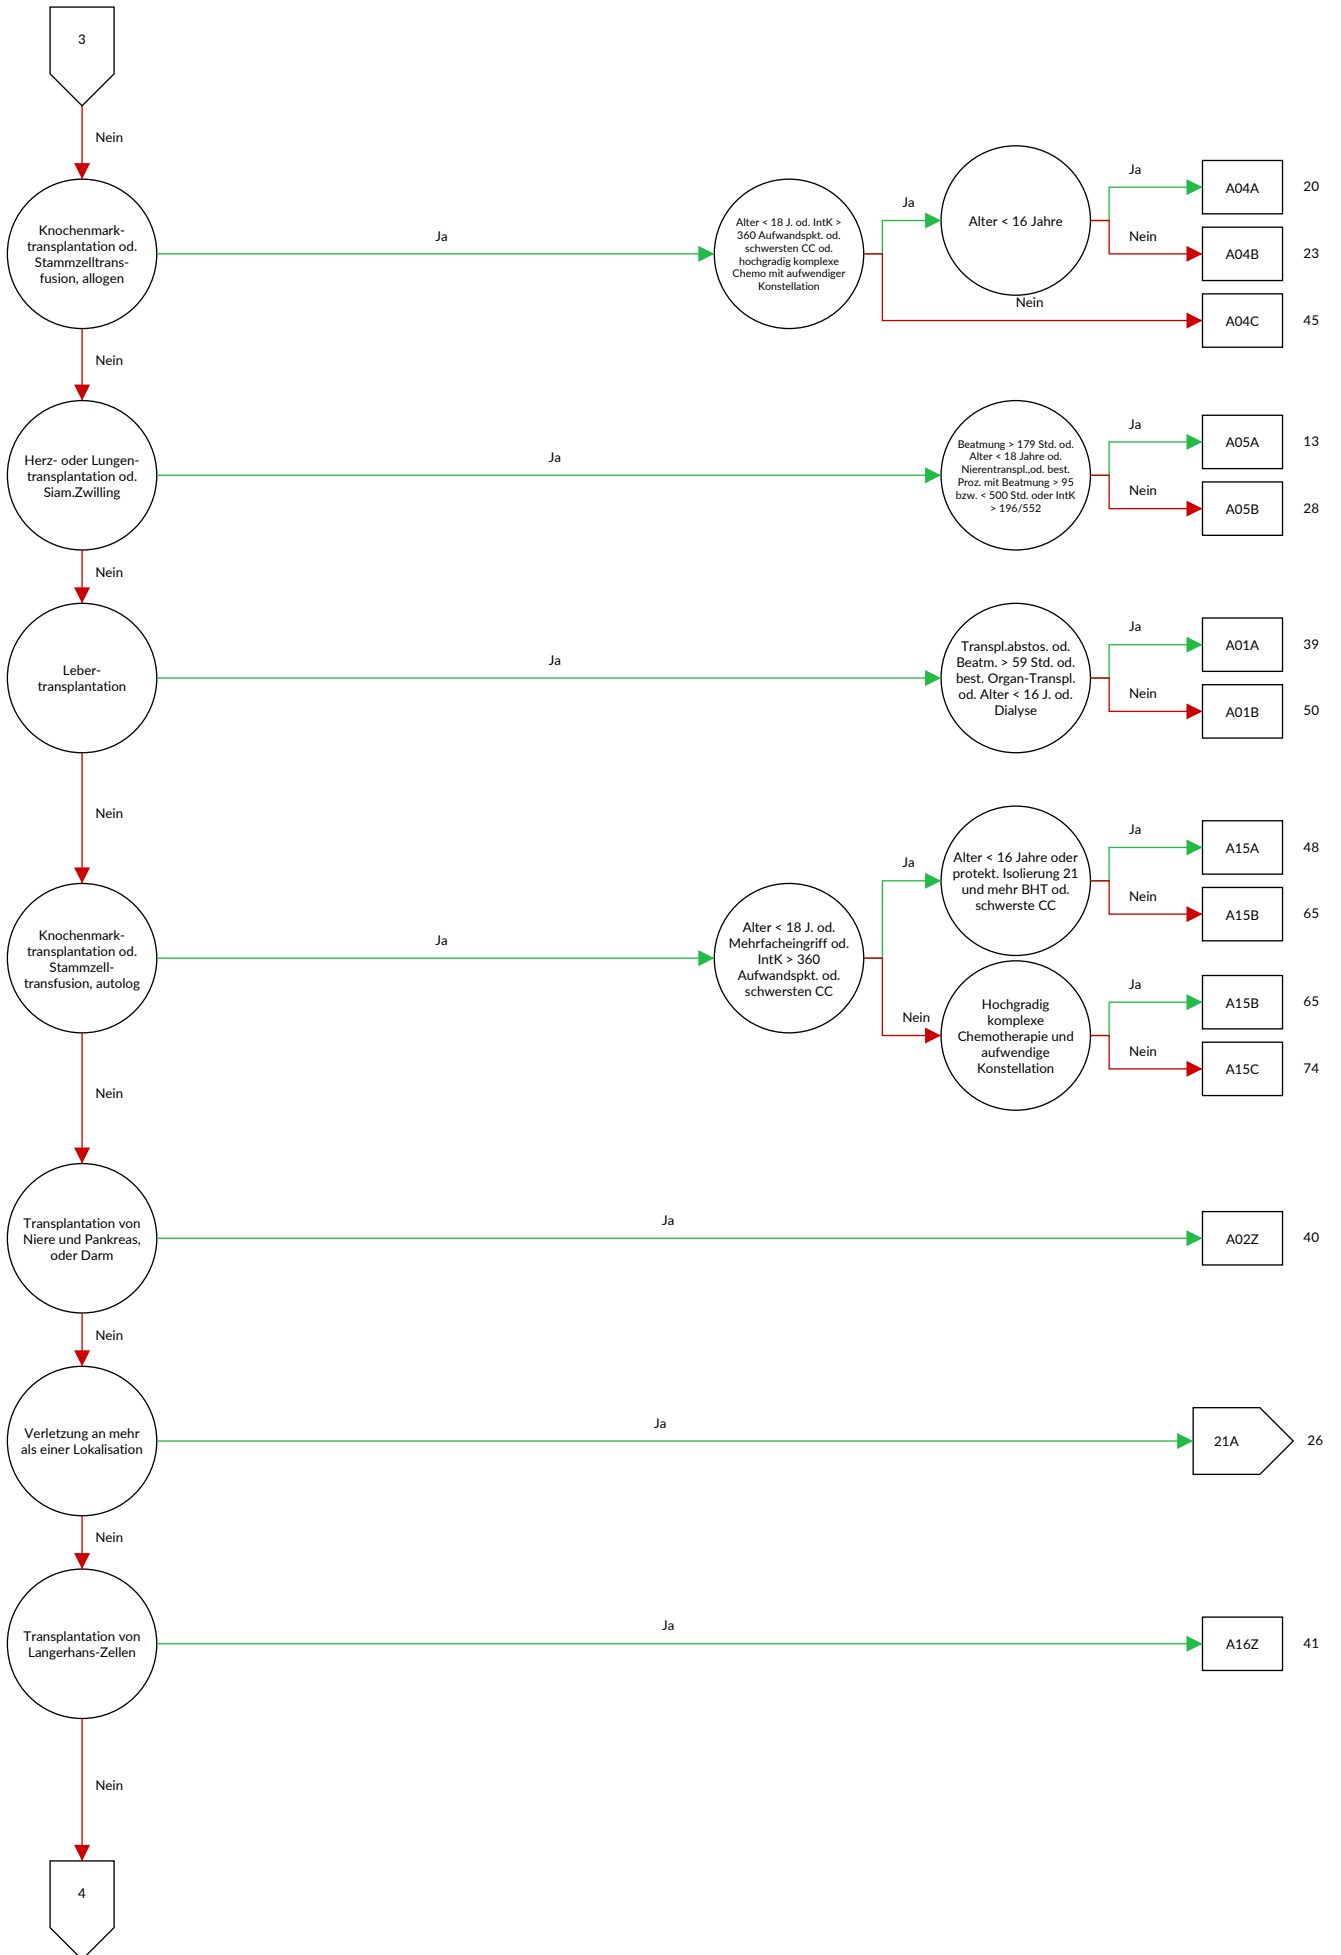 3
Nein
Knochenmark-
transplantation od.
Stammzelltrans-
fusion, allogen
Ja
Alter < 18 J. od. IntK >
360 Aufwandspkt. od.
schwersten CC od.
hochgradig komplexe
Chemo mit aufwendiger
Konstellation
Ja
Alter < 16 Jahre
Ja
A04A
20
Nein
A04B
23
Nein
A04C
45
Nein
Herz- oder Lungen-
transplantation od.
Siam.Zwilling
Ja
Beatmung > 179 Std. od.
Alter < 18 Jahre od.
Nierentranspl.,od. best.
Proz. mit Beatmung > 95
bzw. < 500 Std. oder IntK
> 196/552
Ja
A05A
13
Nein
A05B
28
Nein
Leber-
transplantation
Ja
Transpl.abstos. od.
Beatm. > 59 Std. od.
best. Organ-Transpl.
od. Alter < 16 J. od.
Dialyse
Ja
A01A
39
Nein
A01B
50
Nein
Knochenmark-
transplantation od.
Stammzell-
transfusion, autolog
Ja
Alter < 18 J. od.
Mehrfacheingriff od.
IntK > 360
Aufwandspkt. od.
schwersten CC
Ja
Alter < 16 Jahre oder
protekt. Isolierung 21
und mehr BHT od.
schwerste CC
Ja
A15A
48
Nein
A15B
65
Nein
Hochgradig
komplexe
Chemotherapie und
aufwendige
Konstellation
Ja
A15B
65
Nein
A15C
74
Nein
Transplantation von
Niere und Pankreas,
oder Darm
Ja
A02Z
40
Nein
Verletzung an mehr
als einer Lokalisation
Ja
21A
26
Nein
Transplantation von
Langerhans-Zellen
Ja
A16Z
41
Nein
4